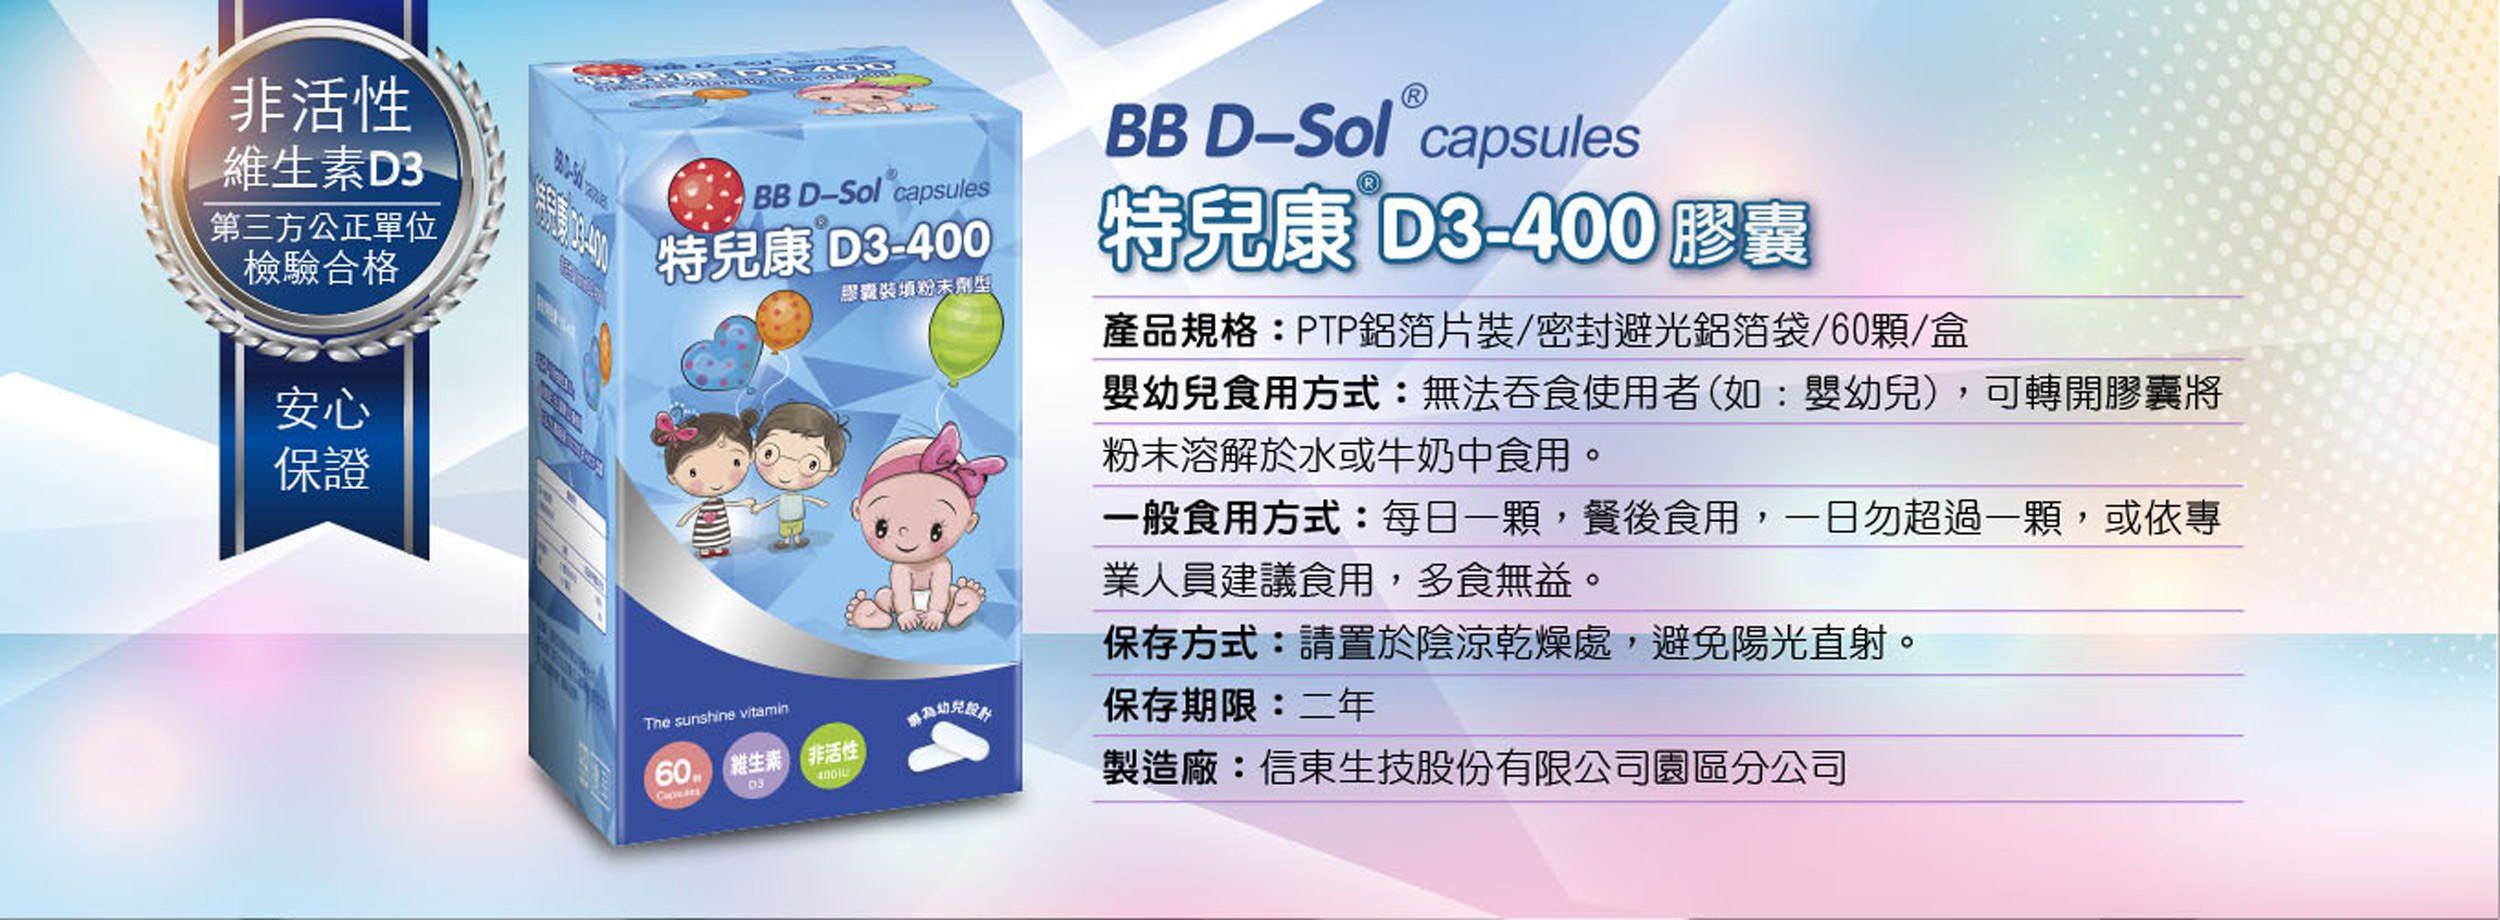 非活性
維生素D3
第三方公正單位
檢驗合格
安心
保證
BB D-Sol® capsules
特兒康® D3-400
膠囊裝填粉末劑型
The sunshine vitamin
60
Capsules
維生素
D3
非活性
400IU
專為幼兒設計
BB D-Sol
特兒康 D3-400
BB D-Sol® capsules
特兒康® D3-400 膠囊
產品規格：PTP鋁箔片裝/密封避光鋁箔袋/60顆/盒
嬰幼兒食用方式：無法吞食使用者(如：嬰幼兒)，可轉開膠囊將
粉末溶解於水或牛奶中食用。
一般食用方式：每日一顆，餐後食用，一日勿超過一顆，或依專
業人員建議食用，多食無益。
保存方式：請置於陰涼乾燥處，避免陽光直射。
保存期限：二年
製造廠：信東生技股份有限公司園區分公司